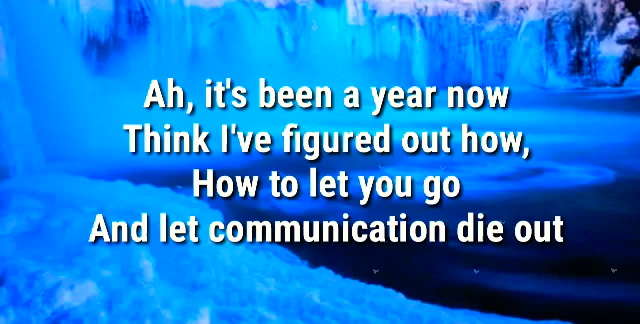 Ah, it's been a year now
Think I've figured out how,
How to let you go
And let communication die out